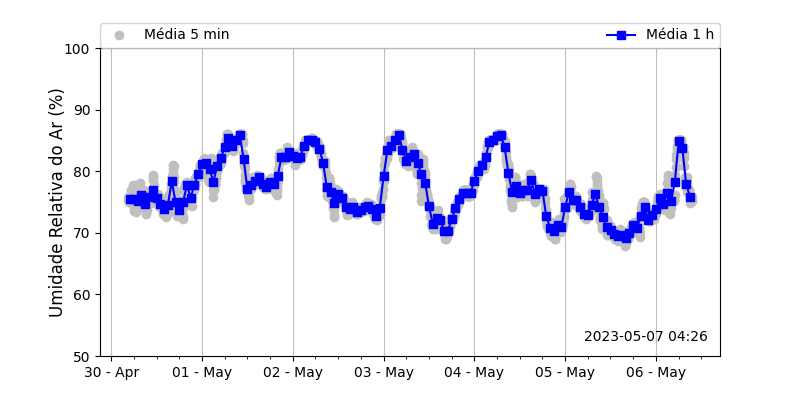 Média 5 min
Média 1 h
100
90
80
70
60
50
Umidade Relativa do Ar (%)
2023-05-07 04:26
30 - Apr
01 - May
02 - May
03 - May
04 - May
05 - May
06 - May